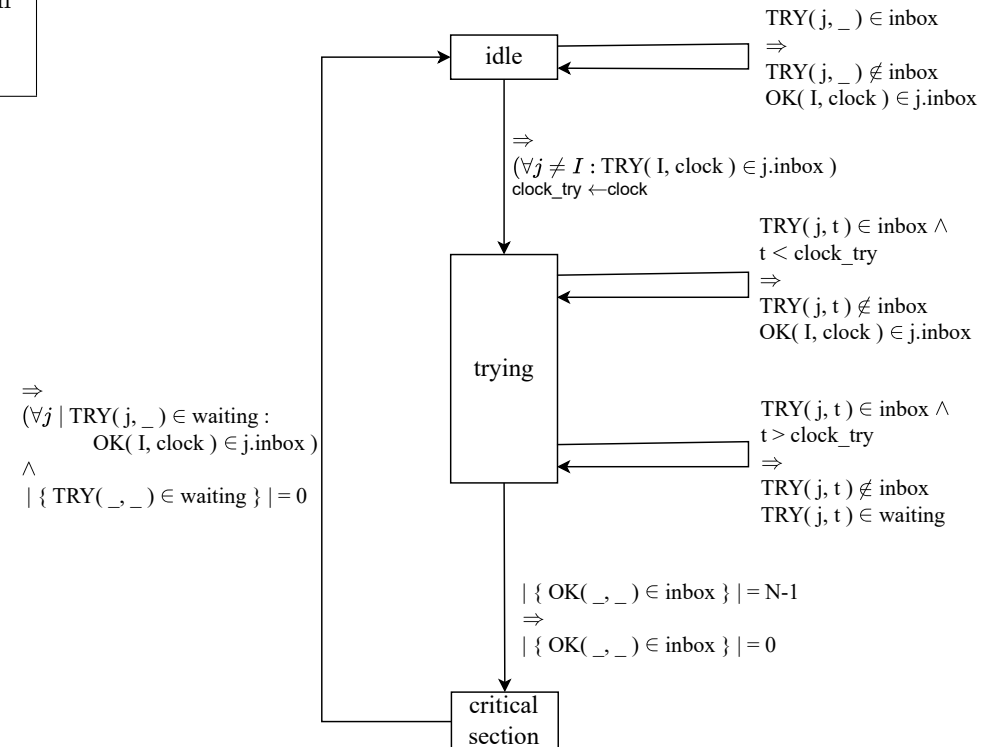 idle
TRY( j, _ ) ∈ inbox
⇒
TRY( j, _ ) ∉ inbox
OK( I, clock ) ∈ j.inbox
⇒
(∀j ≠ I : TRY( I, clock ) ∈ j.inbox )
clock_try ←clock
TRY( j, t ) ∈ inbox ∧
t < clock_try
⇒
TRY( j, t ) ∉ inbox
OK( I, clock ) ∈ j.inbox
trying
TRY( j, t ) ∈ inbox ∧
t > clock_try
⇒
TRY( j, t ) ∉ inbox
TRY( j, t ) ∈ waiting
⇒
(∀j | TRY( j, _ ) ∈ waiting :
OK( I, clock ) ∈ j.inbox )
∧
| { TRY( _, _ ) ∈ waiting } | = 0
| { OK( _, _ ) ∈ inbox } | = N-1
⇒
| { OK( _, _ ) ∈ inbox } | = 0
critical
section